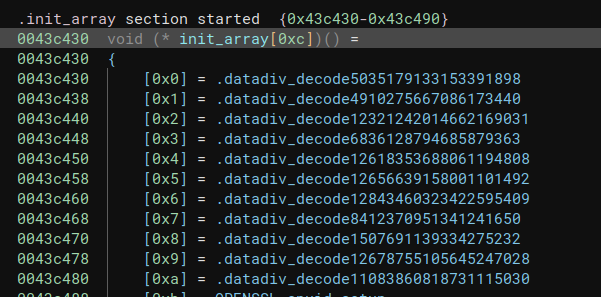 .init_array section started  {0x43c430-0x43c490}
0043c430  void (* init_array[0xc])() =
0043c430  {
0043c430      [0x0] = .datadiv_decode5035179133153391898
0043c438      [0x1] = .datadiv_decode4910275667086173440
0043c440      [0x2] = .datadiv_decode12321242014662169031
0043c448      [0x3] = .datadiv_decode6836128794685879363
0043c450      [0x4] = .datadiv_decode12618353688061194808
0043c458      [0x5] = .datadiv_decode12656639158001101492
0043c460      [0x6] = .datadiv_decode12843460323422595409
0043c468      [0x7] = .datadiv_decode8412370951341241650
0043c470      [0x8] = .datadiv_decode1507691139334275232
0043c478      [0x9] = .datadiv_decode12678755105645247028
0043c480      [0xa] = .datadiv_decode11083860818731115030